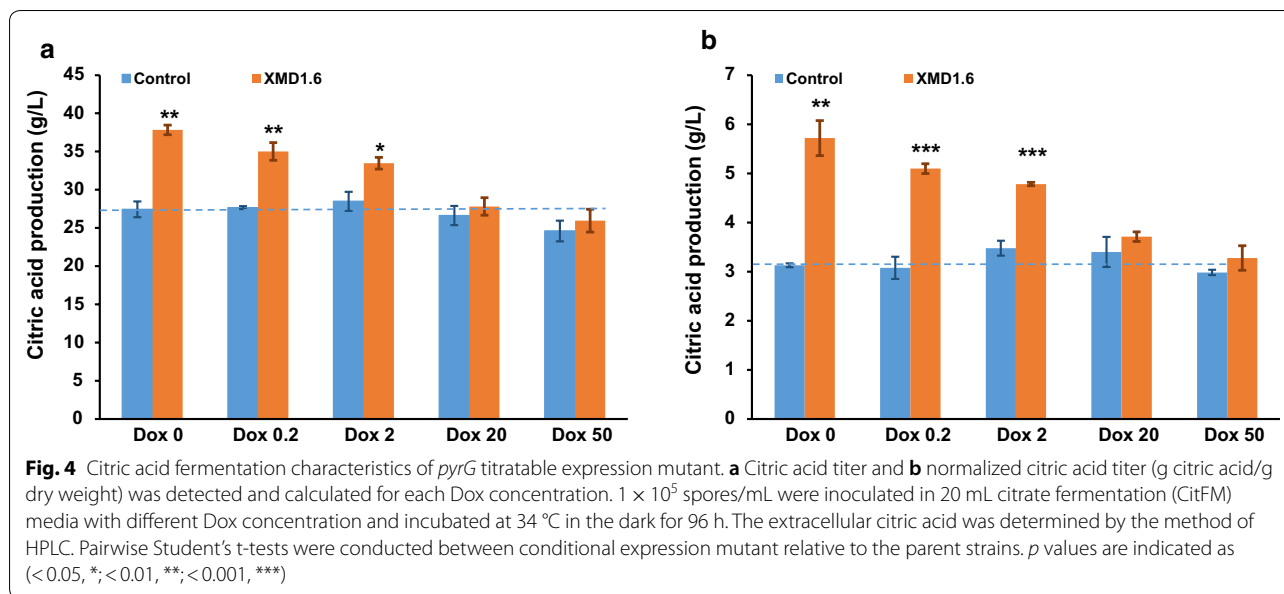 a
Citric acid production (g/L)
45
40
35
30
25
20
15
10
5
0
Control XMD1.6
**
**
*
Dox 0 Dox 0.2 Dox 2 Dox 20 Dox 50
b
Citric acid production (g/L)
7
6
5
4
3
2
1
0
Control XMD1.6
**
***
***
Dox 0 Dox 0.2 Dox 2 Dox 20 Dox 50
Fig. 4 Citric acid fermentation characteristics of pyrG titratable expression mutant. a Citric acid titer and b normalized citric acid titer (g citric acid/g
dry weight) was detected and calculated for each Dox concentration. 1 × 10⁵ spores/mL were inoculated in 20 mL citrate fermentation (CitFM)
media with different Dox concentration and incubated at 34 °C in the dark for 96 h. The extracellular citric acid was determined by the method of
HPLC. Pairwise Student’s t-tests were conducted between conditional expression mutant relative to the parent strains. p values are indicated as
(< 0.05, *; < 0.01, **; < 0.001, ***)